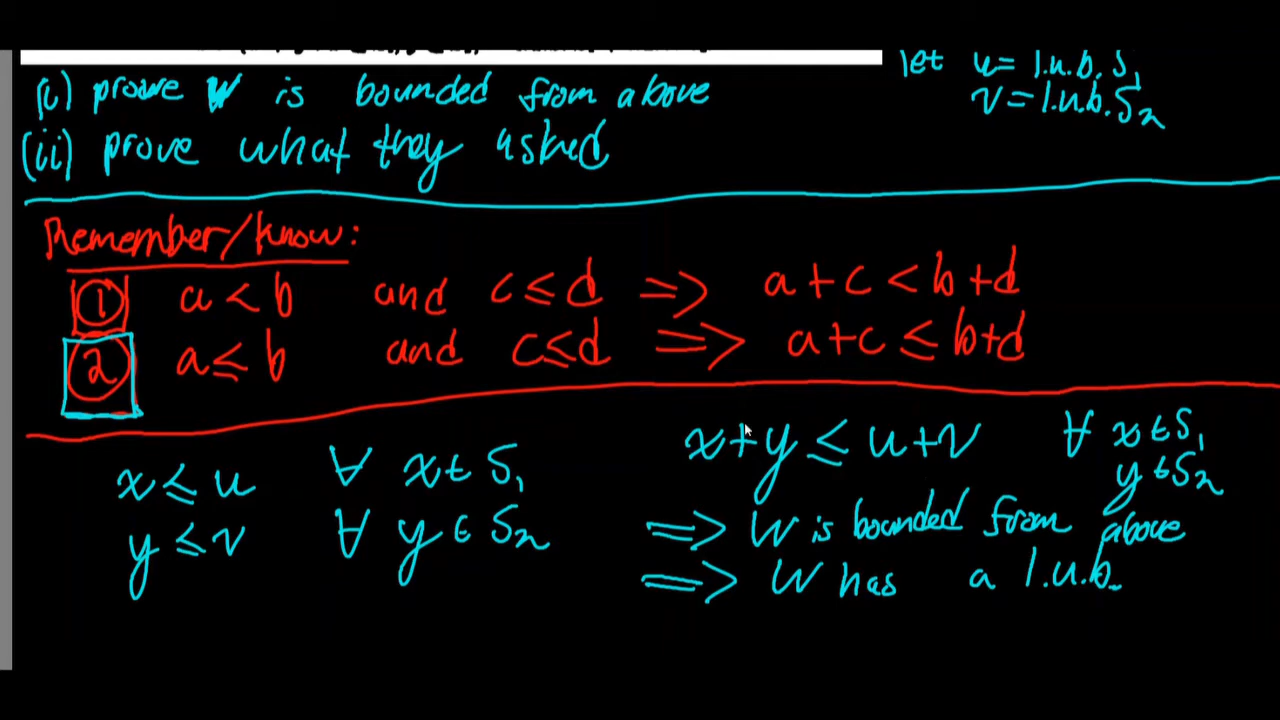 let u = l.u.b. S₁
(i) prove W is bounded from above
v = l.u.b. S₂
(ii) prove what they asked
Remember/know:
① a < b and c ≤ d => a + c < b + d
② a ≤ b and c ≤ d => a + c ≤ b + d
x + y ≤ u + v ∀ x ∈ S₁
y ∈ S₂
x ≤ u ∀ x ∈ S₁
y ≤ v ∀ y ∈ S₂
=> W is bounded from above
=> W has a l.u.b.